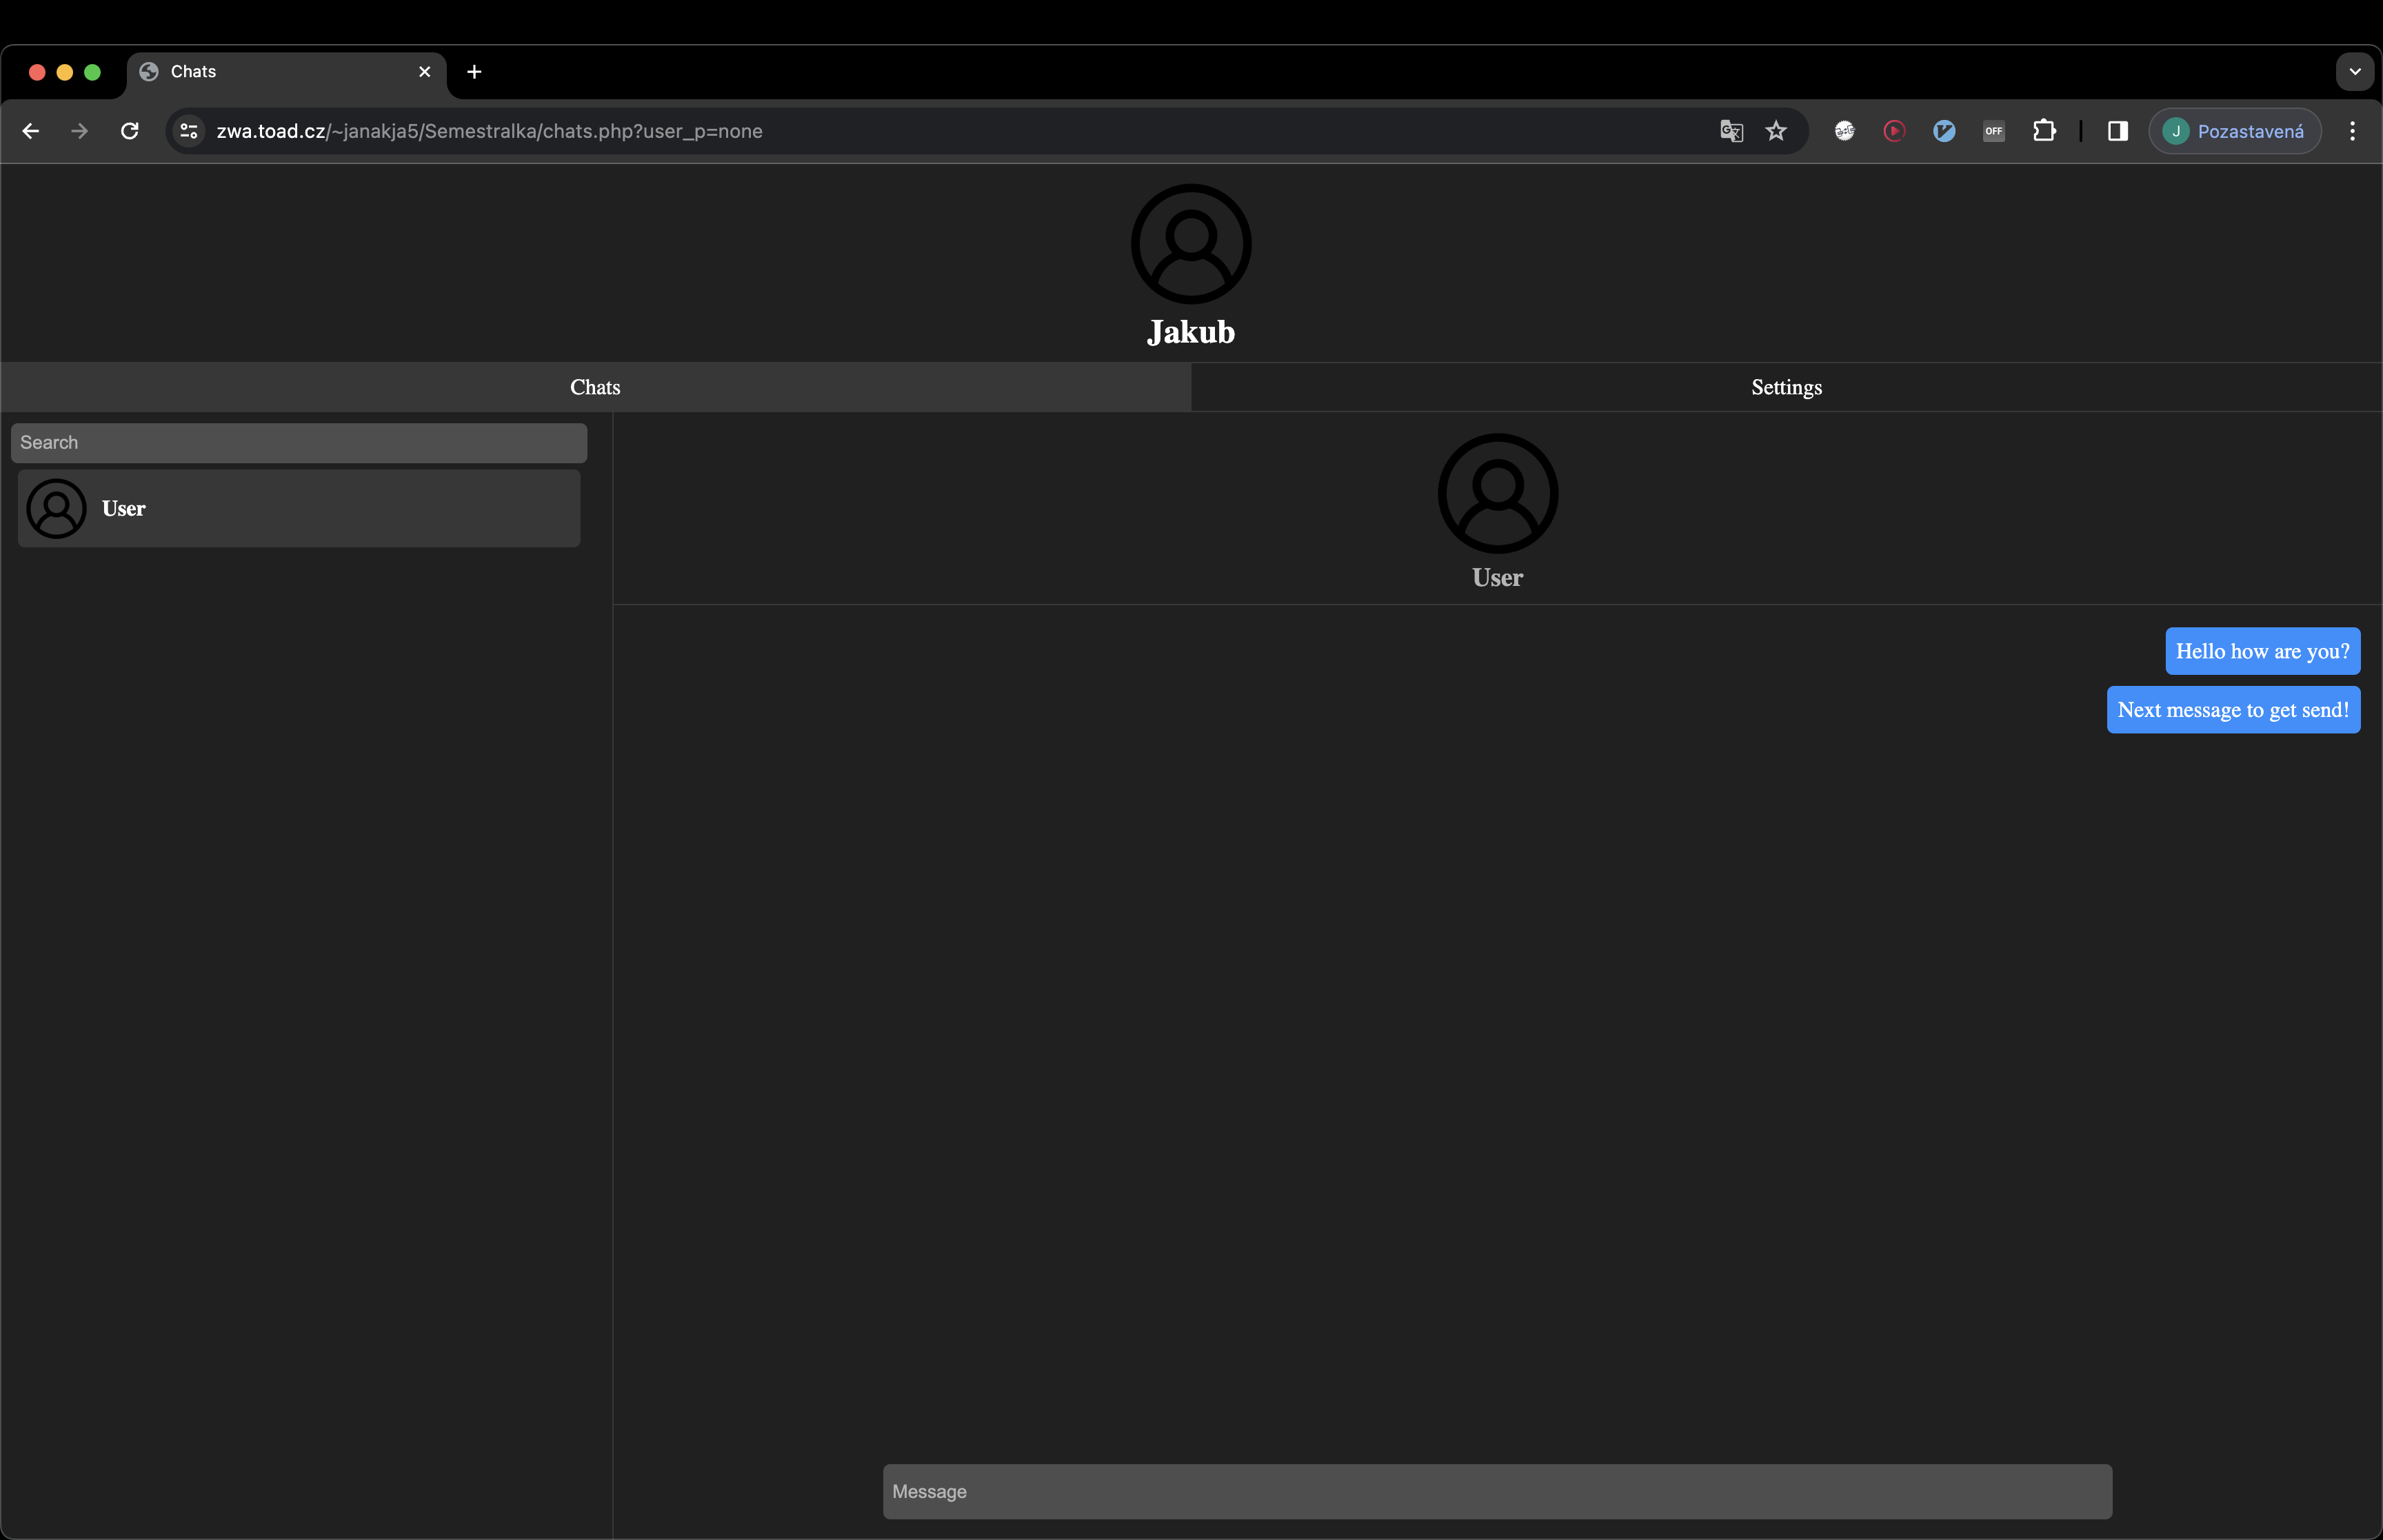 Chats
zwa.toad.cz/~janakja5/Semestralka/chats.php?user_p=none
OFF
J Pozastavená
Jakub
Chats Settings
Search
User
User
Hello how are you?
Next message to get send!
Message